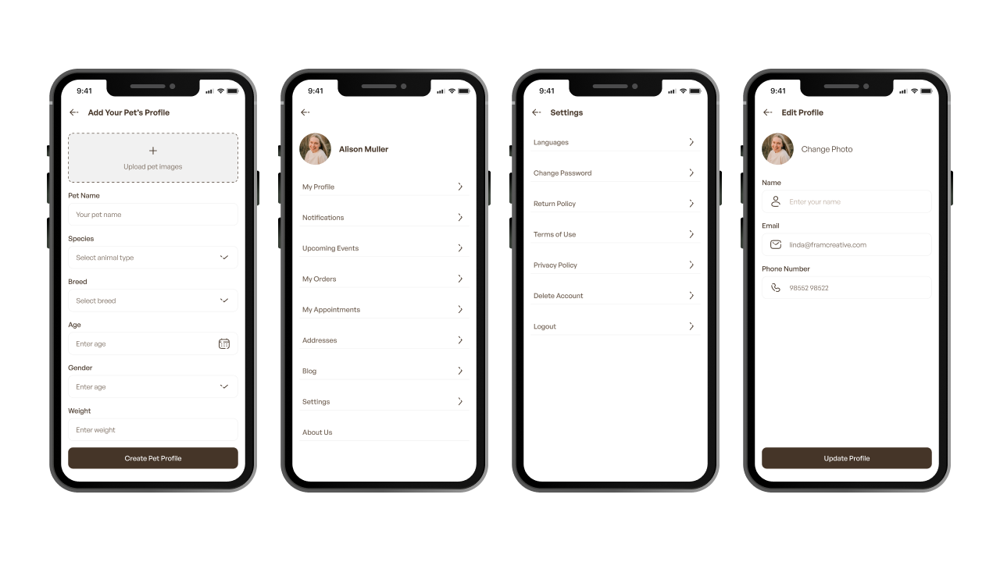 9:41
Add Your Pet's Profile
Upload pet images
Pet Name
Your pet name
Species
Select animal type
Breed
Select breed
Age
Enter age
Gender
Enter age
Weight
Enter weight
Create Pet Profile
9:41
Alison Muller
My Profile
Notifications
Upcoming Events
My Orders
My Appointments
Addresses
Blog
Settings
About Us
9:41
Settings
Languages
Change Password
Return Policy
Terms of Use
Privacy Policy
Delete Account
Logout
9:41
Edit Profile
Change Photo
Name
Enter your name
Email
linda@framcreative.com
Phone Number
98552 98522
Update Profile